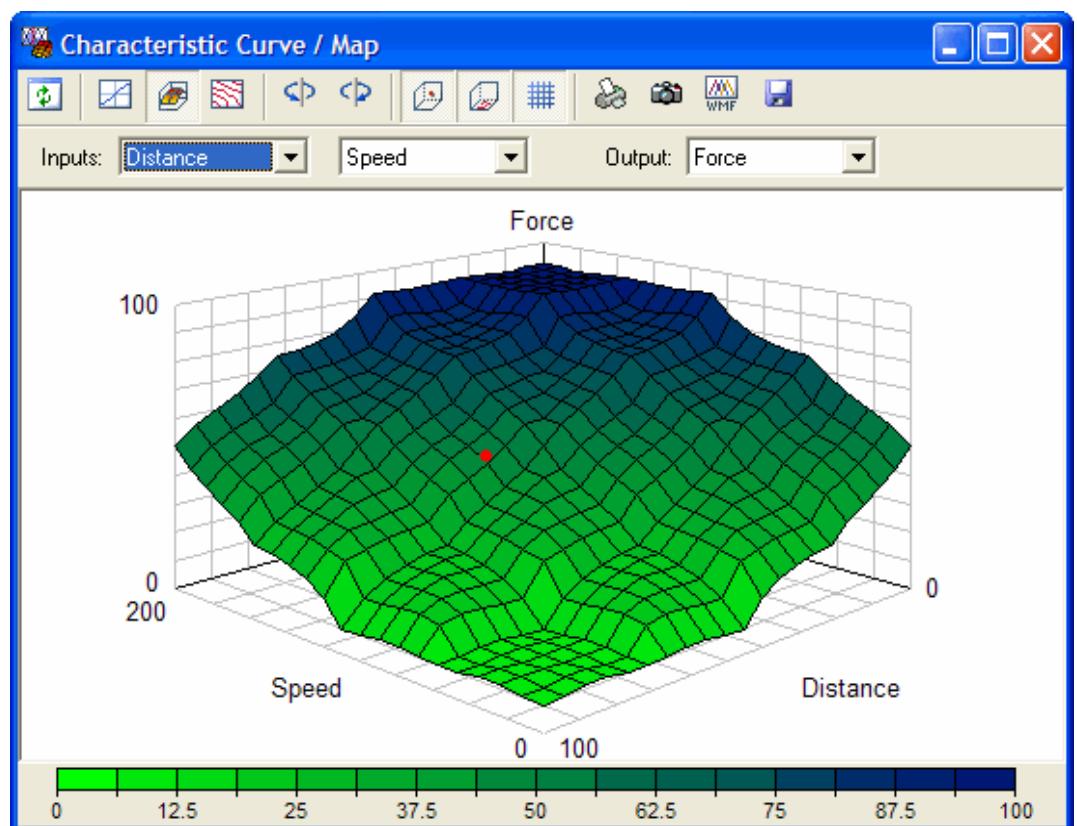 Characteristic Curve / Map
WMF
Inputs: Distance Speed Output: Force
Force
100
0
200
0
Speed
Distance
0 100
0 12.5 25 37.5 50 62.5 75 87.5 100